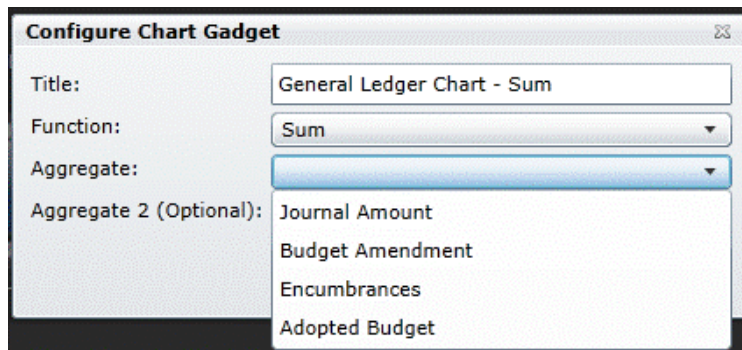 Configure Chart Gadget
Title: General Ledger Chart - Sum
Function: Sum
Aggregate:
Aggregate 2 (Optional):
Journal Amount
Budget Amendment
Encumbrances
Adopted Budget